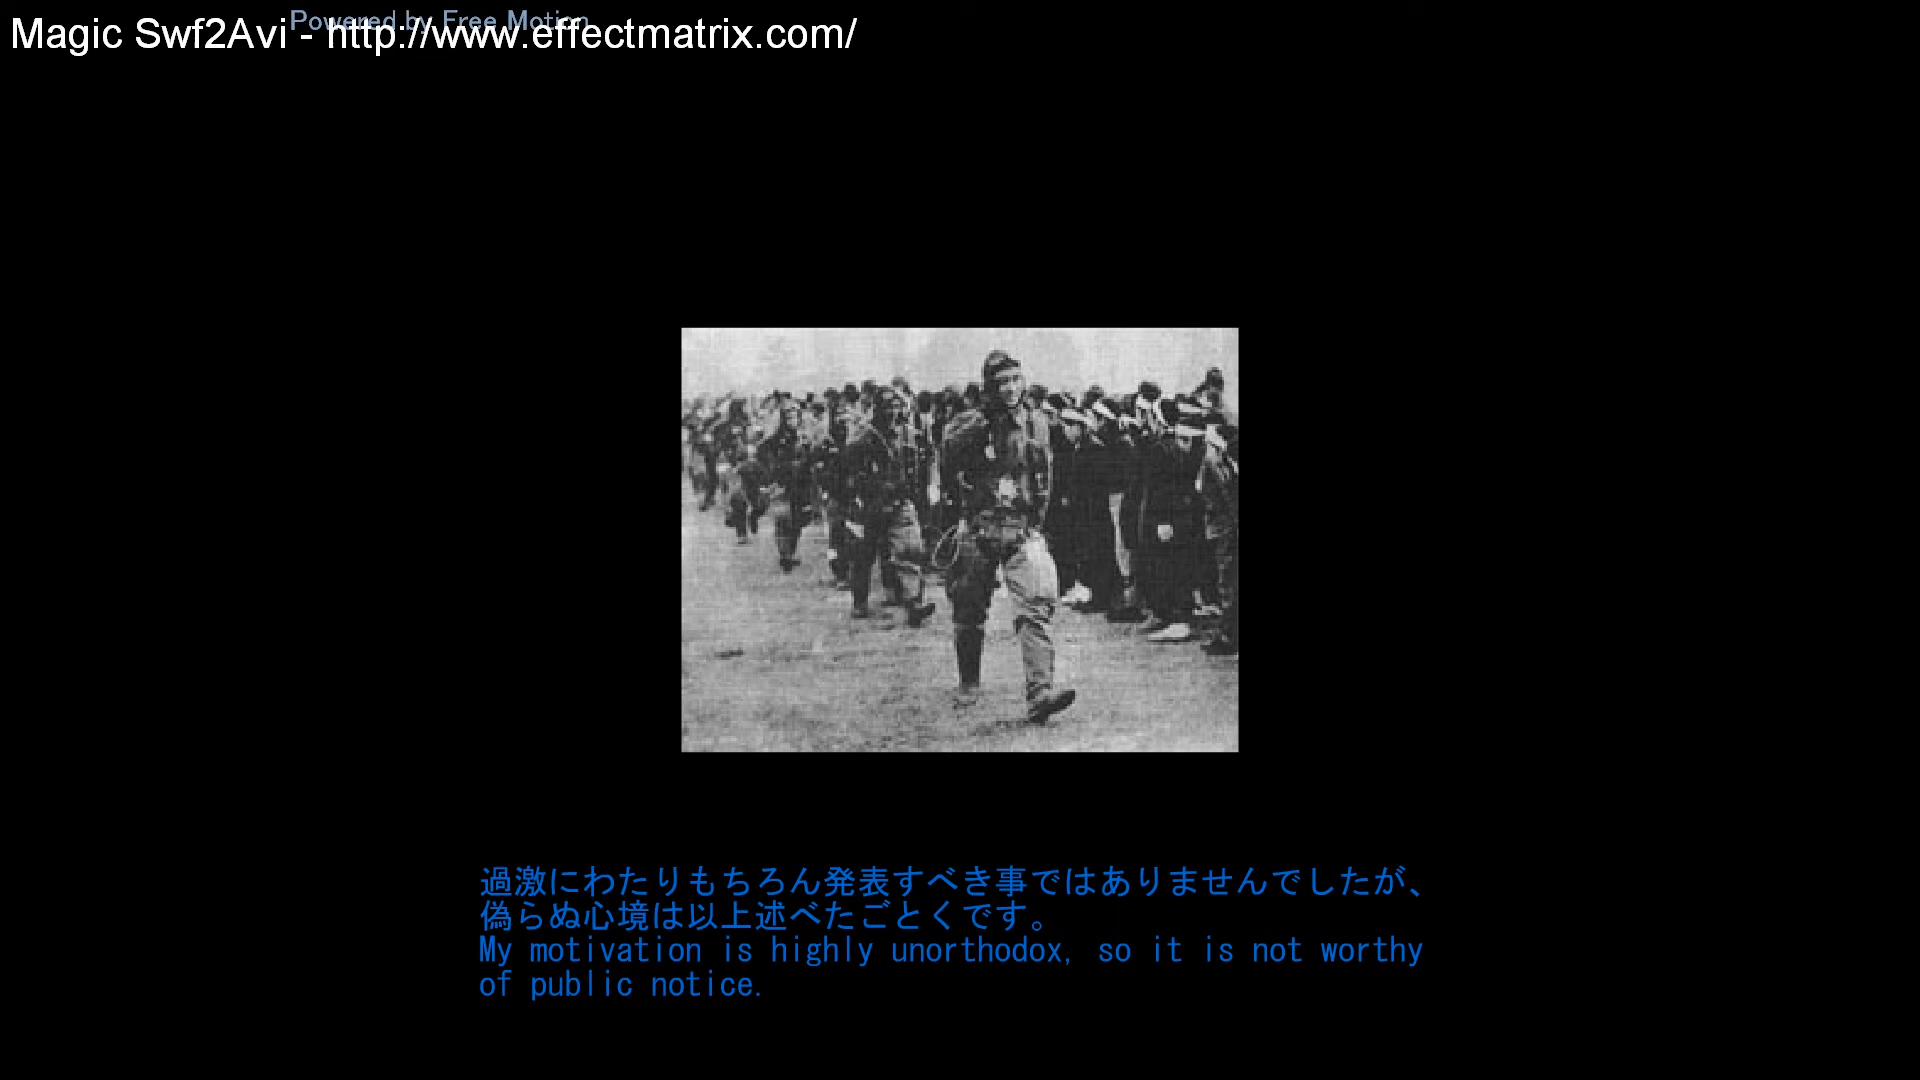 Powered by Free Motion
Magic Swf2Avi - http://www.effectmatrix.com/
過激にわたりもちろん発表すべき事ではありませんでしたが、
偽らぬ心境は以上述べたごとくです。
My motivation is highly unorthodox, so it is not worthy
of public notice.